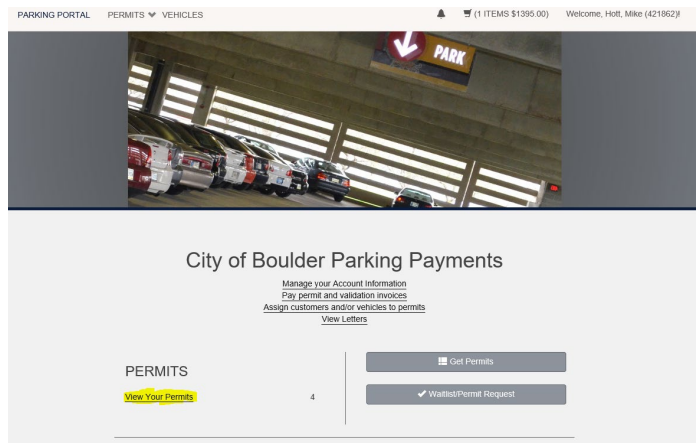 PARKING PORTAL PERMITS VEHICLES (1 ITEMS $1395.00) Welcome, Hott, Mike (421862)!
PARK
City of Boulder Parking Payments
Manage your Account Information
Pay permit and validation invoices
Assign customers and/or vehicles to permits
View Letters
PERMITS
View Your Permits 4
Get Permits
Waitlist/Permit Request